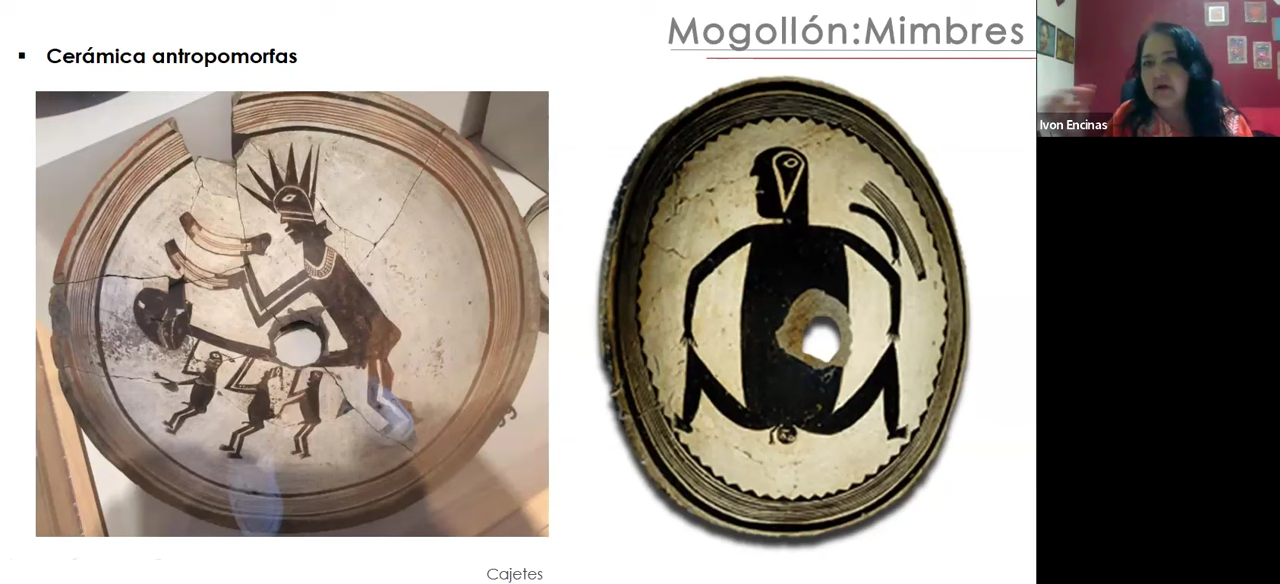 Mogollón:Mimbres
▪ Cerámica antropomorfas
Ivon Encinas
Cajetes